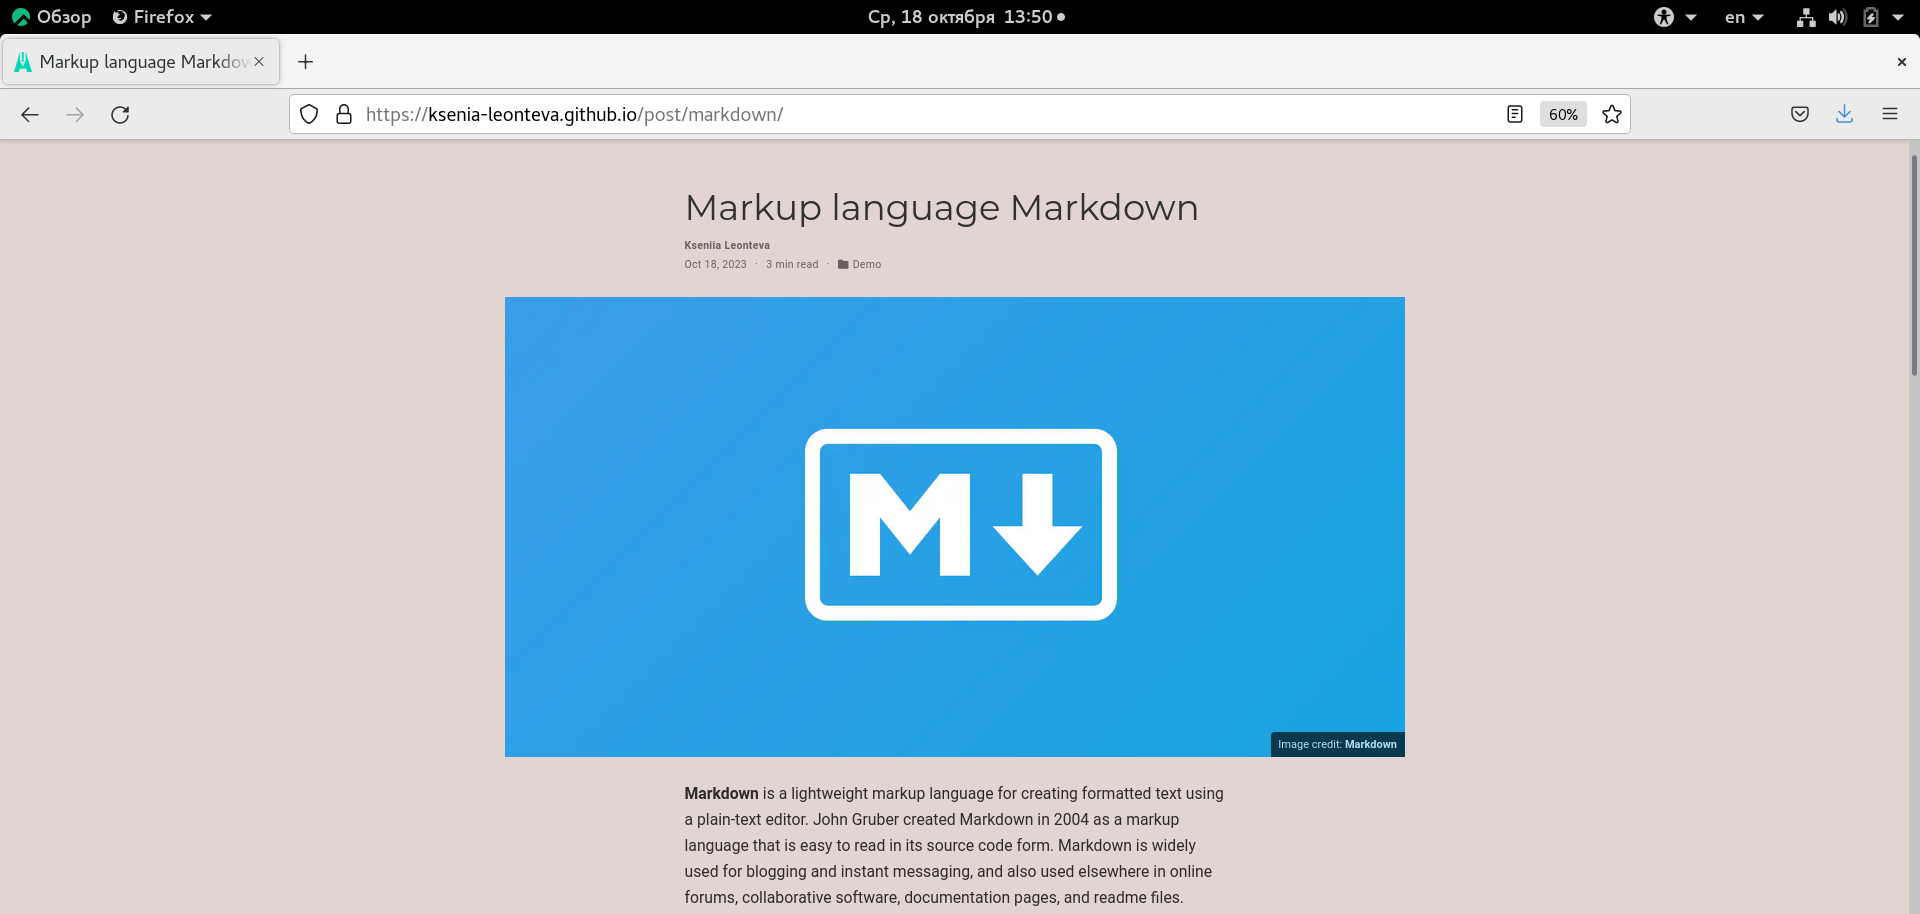 Обзор Firefox Ср, 18 октября 13:50 en
Markup language Markdow
https://ksenia-leonteva.github.io/post/markdown/ 60%
Markup language Markdown
Kseniia Leonteva
Oct 18, 2023 · 3 min read · Demo
M
Image credit: Markdown
Markdown is a lightweight markup language for creating formatted text using
a plain-text editor. John Gruber created Markdown in 2004 as a markup
language that is easy to read in its source code form. Markdown is widely
used for blogging and instant messaging, and also used elsewhere in online
forums, collaborative software, documentation pages, and readme files.